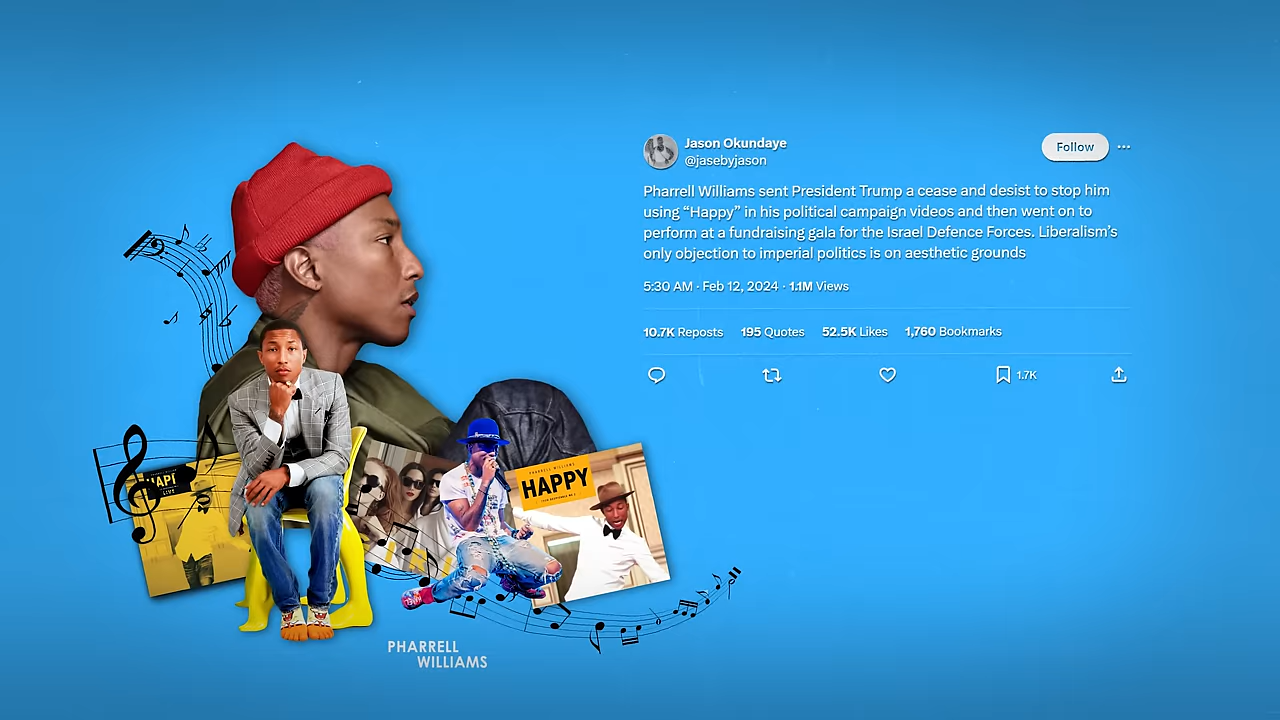 Jason Okundaye
@jasebyjason
Follow
Pharrell Williams sent President Trump a cease and desist to stop him
using “Happy” in his political campaign videos and then went on to
perform at a fundraising gala for the Israel Defence Forces. Liberalism’s
only objection to imperial politics is on aesthetic grounds
5:30 AM · Feb 12, 2024 · 1.1M Views
10.7K Reposts 195 Quotes 52.5K Likes 1,760 Bookmarks
1.7K
PHARRELL WILLIAMS
HAPPY
PHARRELL
WILLIAMS